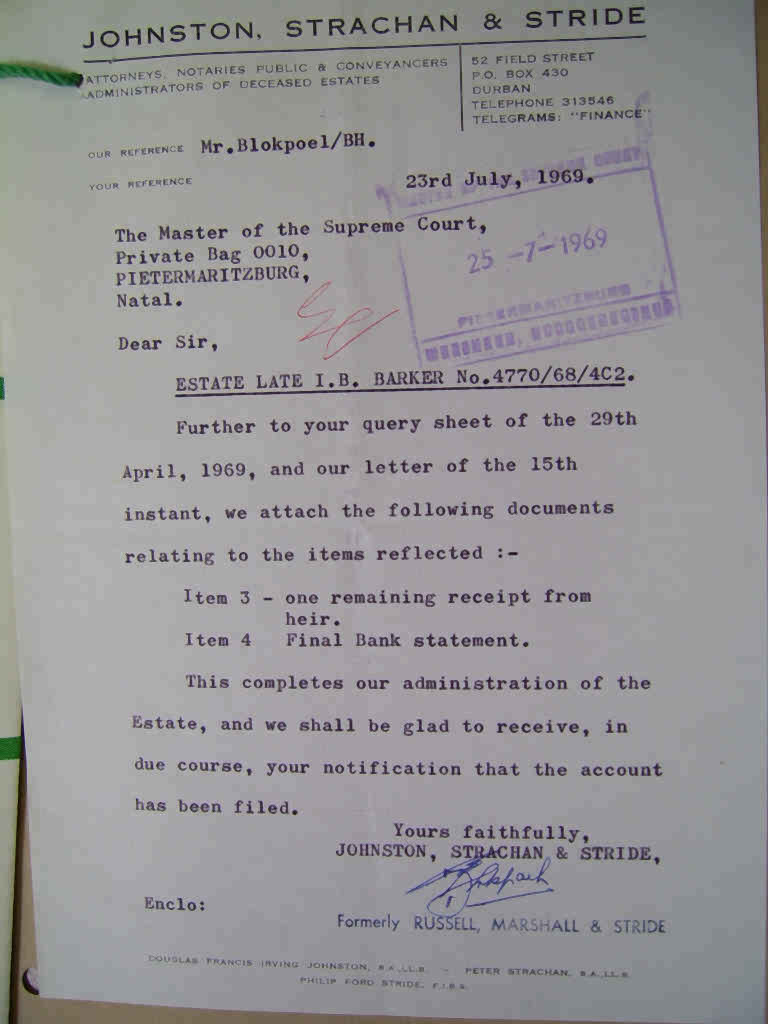 JOHNSTON, STRACHAN & STRIDE
ATTORNEYS, NOTARIES PUBLIC & CONVEYANCERS
ADMINISTRATORS OF DECEASED ESTATES
52 FIELD STREET
P.O. BOX 430
DURBAN
TELEPHONE 313546
TELEGRAMS: "FINANCE"
OUR REFERENCE Mr.Blokpoel/BH.
YOUR REFERENCE
23rd July, 1969.
The Master of the Supreme Court,
Private Bag 0010,
PIETERMARITZBURG,
Natal.
25 -7-1969
PIETERMARITZBURG
Dear Sir,
ESTATE LATE I.B. BARKER No.4770/68/4C2.
Further to your query sheet of the 29th
April, 1969, and our letter of the 15th
instant, we attach the following documents
relating to the items reflected :-
Item 3 - one remaining receipt from
heir.
Item 4 Final Bank statement.
This completes our administration of the
Estate, and we shall be glad to receive, in
due course, your notification that the account
has been filed.
Yours faithfully,
JOHNSTON, STRACHAN & STRIDE,
Enclo:
Formerly RUSSELL, MARSHALL & STRIDE
DOUGLAS FRANCIS IRVING JOHNSTON, B.A.,LL.B. - PETER STRACHAN, B.A.,LL.B.
PHILIP FORD STRIDE, F.I.B.S.